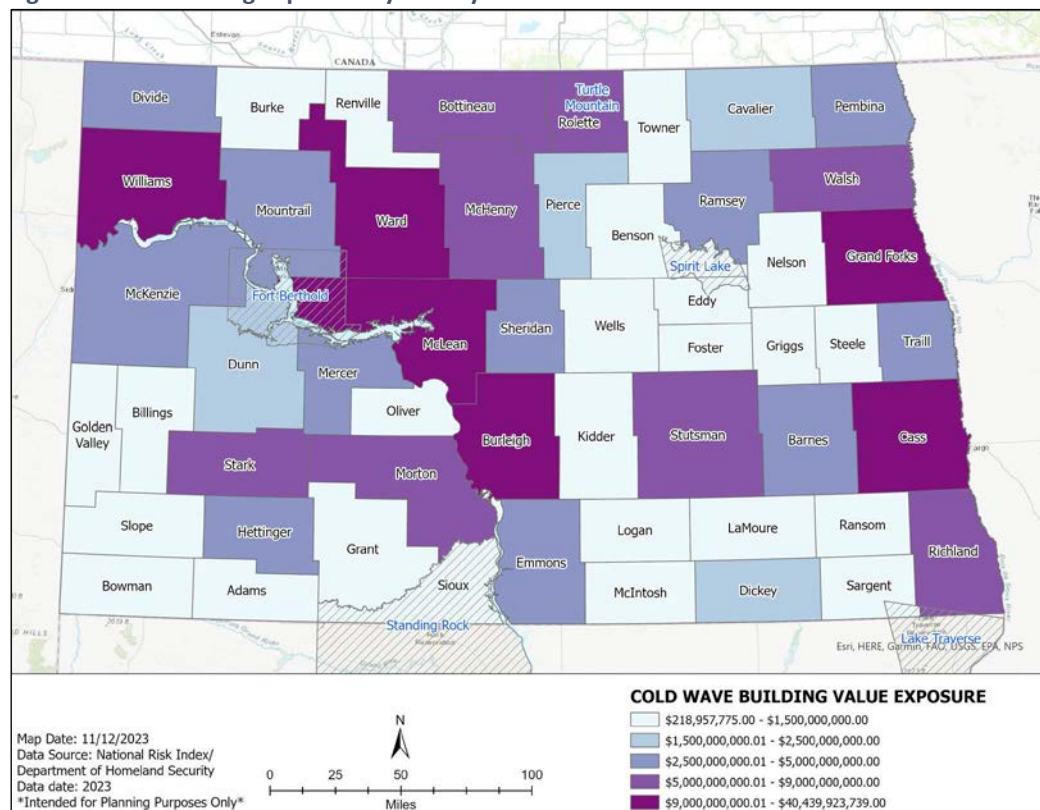 Estevan
CANADA
Divide
Burke
Renville
Bottineau
Turtle
Mountain
Rolette
Towner
Cavalier
Pembina
Williams
Mountrail
Ward
McHenry
Pierce
Benson
Ramsey
Walsh
Spirit Lake
Nelson
Grand Forks
McKenzie
Fort Berthold
McLean
Sheridan
Wells
Eddy
Foster
Griggs
Steele
Traill
Dunn
Mercer
Oliver
Golden
Valley
Billings
Burleigh
Kidder
Stutsman
Barnes
Cass
Stark
Morton
Slope
Hettinger
Grant
Emmons
Logan
LaMoure
Ransom
Richland
Bowman
Adams
Sioux
McIntosh
Dickey
Sargent
Standing Rock
Lake Traverse
Esri, HERE, Garmin, FAO, USGS, EPA, NPS
COLD WAVE BUILDING VALUE EXPOSURE
$218,957,775.00 - $1,500,000,000.00
$1,500,000,000.01 - $2,500,000,000.00
$2,500,000,000.01 - $5,000,000,000.00
$5,000,000,000.01 - $9,000,000,000.00
$9,000,000,000.01 - $40,439,923,739.00
N
0 25 50 100
Miles
Map Date: 11/12/2023
Data Source: National Risk Index/
Department of Homeland Security
Data date: 2023
*Intended for Planning Purposes Only*